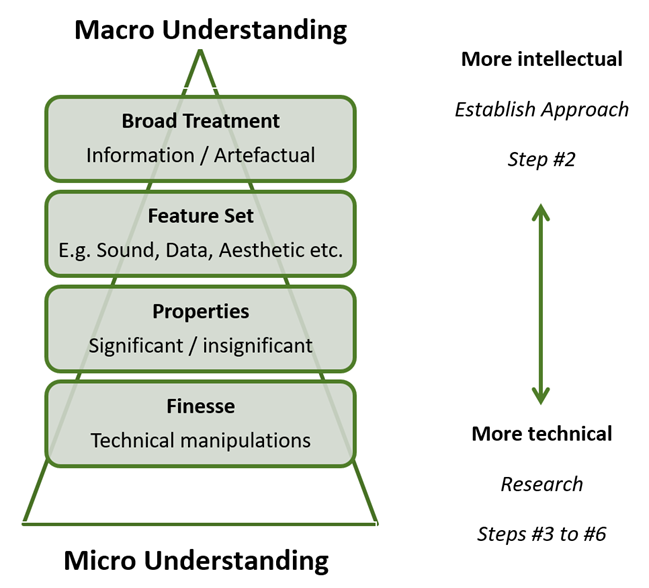 Macro Understanding
Broad Treatment
Information / Artefactual
Feature Set
E.g. Sound, Data, Aesthetic etc.
Properties
Significant / insignificant
Finesse
Technical manipulations
Micro Understanding
More intellectual
Establish Approach
Step #2
More technical
Research
Steps #3 to #6